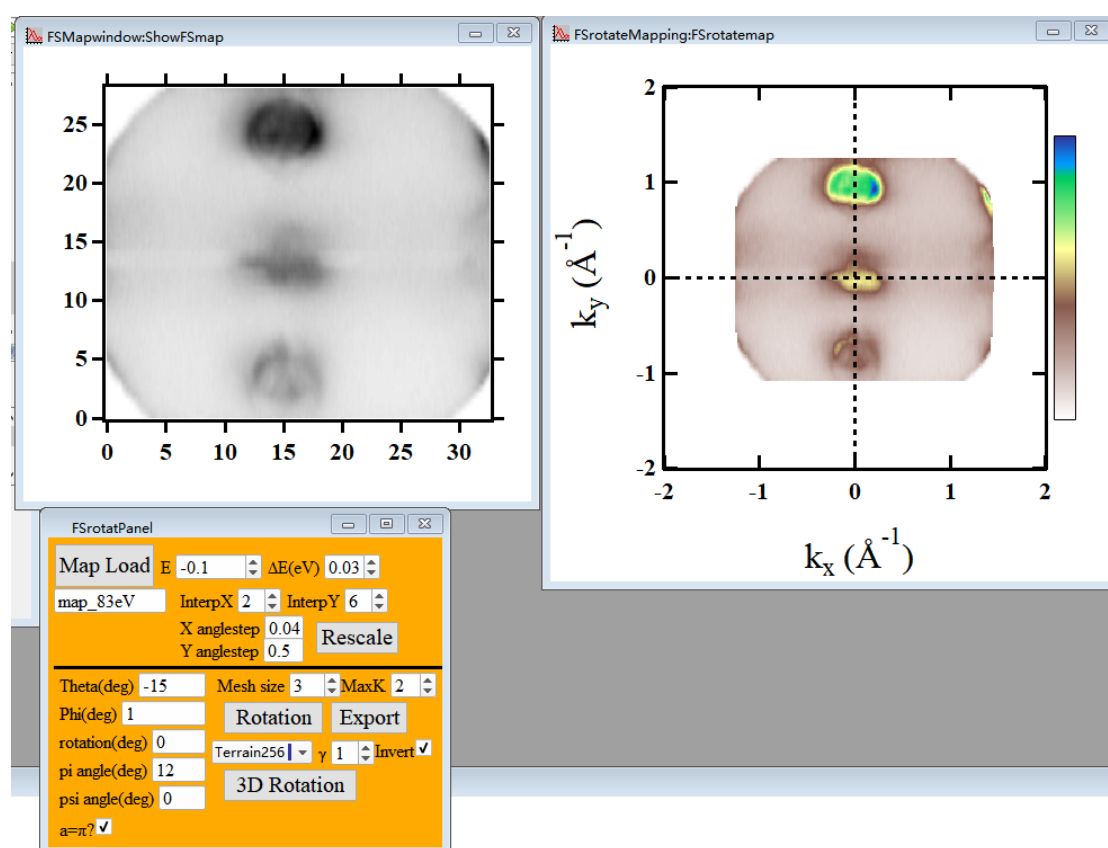 FSMapwindow:ShowFSmap
25
20
15
10
5
0
0 5 10 15 20 25 30
FSrotateMapping:FSrotatemap
2
1
0
-1
-2
-2 -1 0 1 2
k_y (Å^-1)
k_x (Å^-1)
FSrotatPanel
Map Load E -0.1 ΔE(eV) 0.03
map_83eV InterpX 2 InterpY 6
X anglestep 0.04
Y anglestep 0.5
Rescale
Theta(deg) -15 Mesh size 3 MaxK 2
Phi(deg) 1 Rotation Export
rotation(deg) 0 Terrain256 γ 1 Invert
pi angle(deg) 12
3D Rotation
psi angle(deg) 0
a=π?